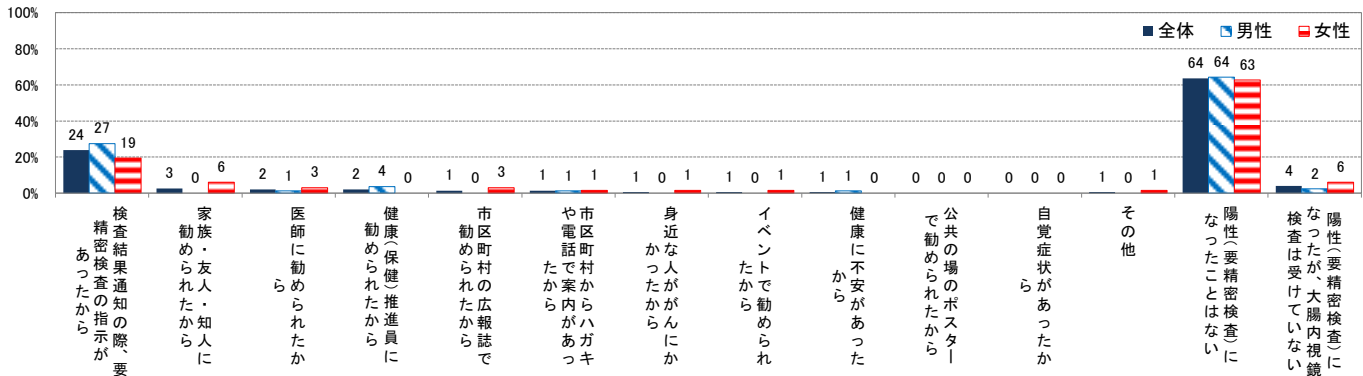 100%
80%
60%
40%
20%
0%
全体 男性 女性
24 27 19
3 0 6
2 1 3
2 4 0
1 0 3
1 1 1
1 0 1
1 0 1
1 1 0
0 0 0
0 0 0
1 0 1
64 64 63
4 2 6
検査結果通知の際、要
精密検査の指示が
あったから
家族・友人・知人に
勧められたから
医師に勧められたか
ら
健康(保健)推進員に
勧められたから
市区町村の広報誌で
勧められたから
市区町村からハガキ
や電話で案内があっ
たから
身近な人ががんにか
かったから
イベントで勧められ
たから
健康に不安があった
から
公共の場のポスター
で勧められたから
自覚症状があったか
ら
その他
陽性(要精密検査)に
なったことはない
陽性(要精密検査)に
なったが、大腸内視鏡
検査は受けていない